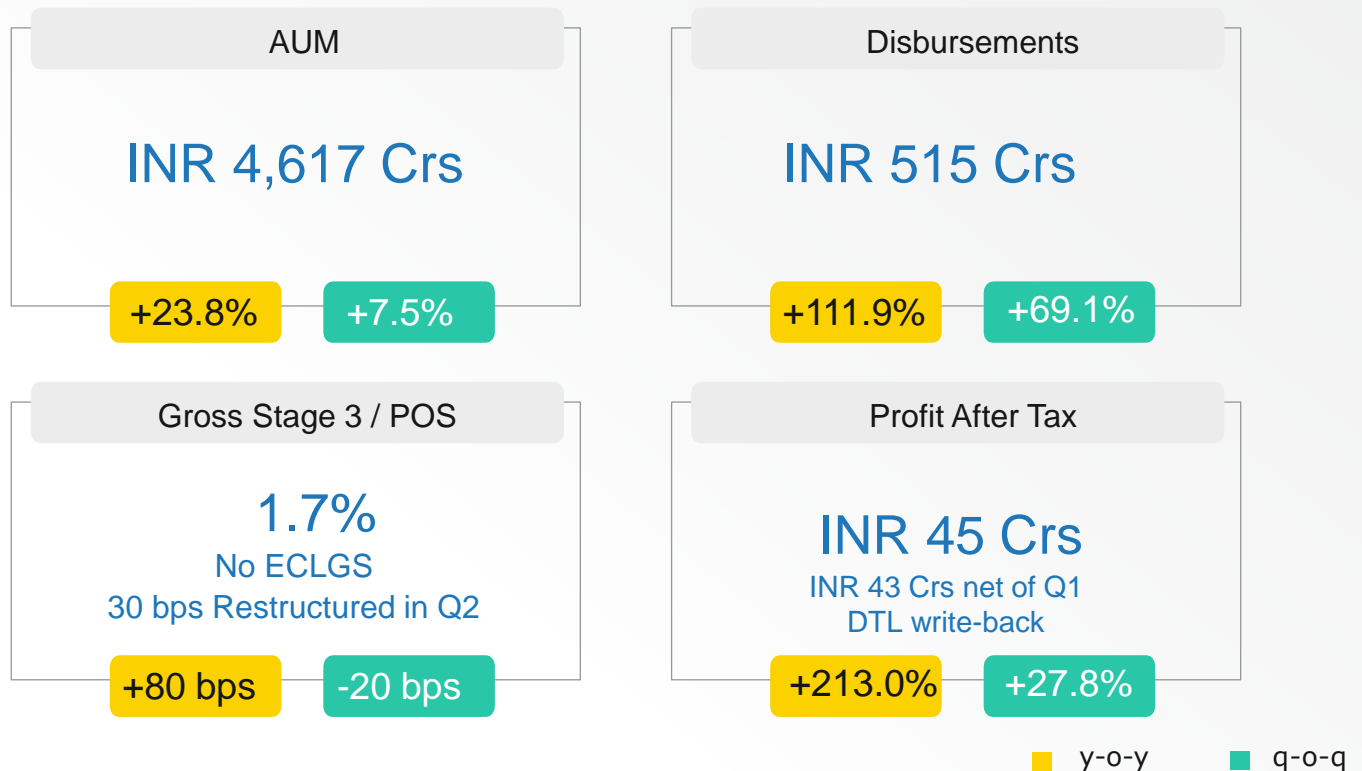 AUM
INR 4,617 Crs
+23.8%
+7.5%
Disbursements
INR 515 Crs
+111.9%
+69.1%
Gross Stage 3 / POS
1.7%
No ECLGS
30 bps Restructured in Q2
+80 bps
-20 bps
Profit After Tax
INR 45 Crs
INR 43 Crs net of Q1
DTL write-back
+213.0%
+27.8%
y-o-y
q-o-q